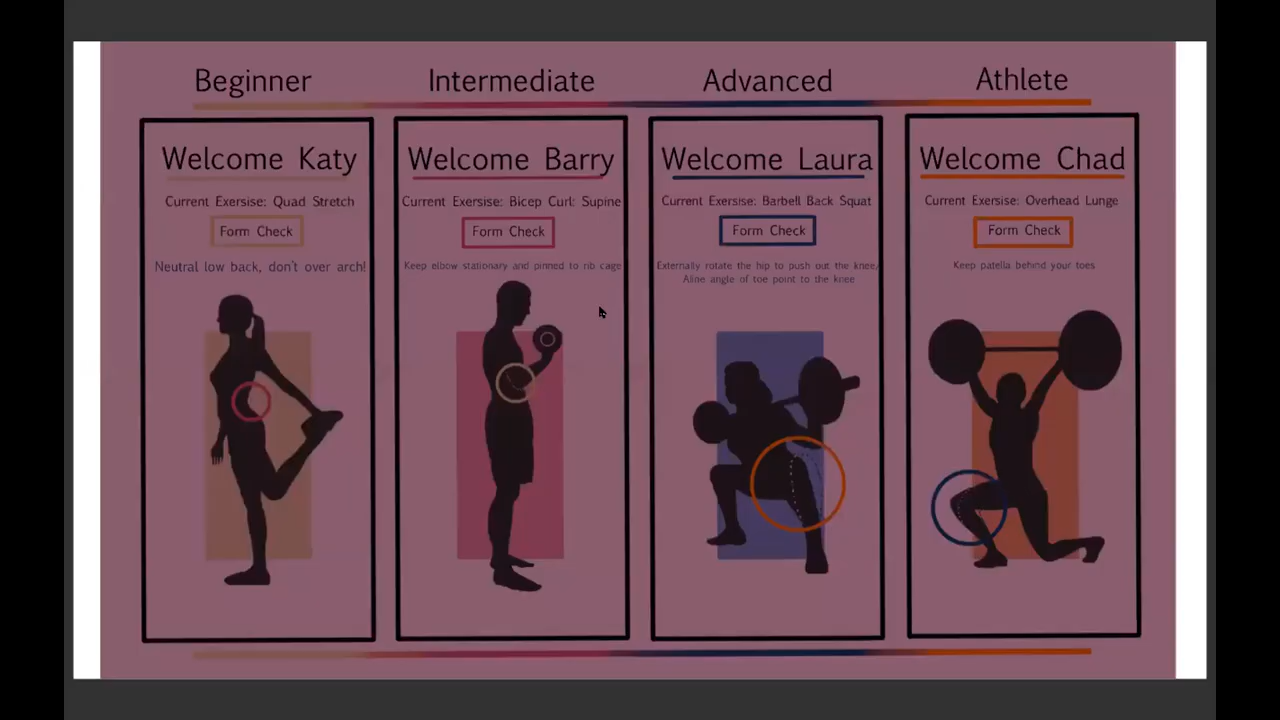 Beginner
Intermediate
Advanced
Athlete
Welcome Katy
Current Exersise: Quad Stretch
Form Check
Neutral low back, don't over arch!
Welcome Barry
Current Exersise: Bicep Curl: Supine
Form Check
Keep elbow stationary and pinned to rib cage
Welcome Laura
Current Exersise: Barbell Back Squat
Form Check
Externally rotate the hip to push out the knee,
Aline angle of toe point to the knee
Welcome Chad
Current Exersise: Overhead Lunge
Form Check
Keep patella behind your toes